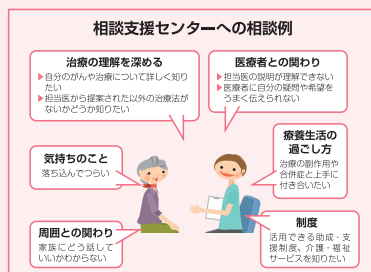 相談支援センターへの相談例
治療の理解を深める
▶自分のがんや治療について詳しく知り
たい
▶担当医から提案された以外の治療法が
ないかどうか知りたい
医療者との関わり
▶担当医の説明が理解できない
▶医療者に自分の疑問や希望を
うまく伝えられない
気持ちのこと
落ち込んでつらい
療養生活の
過ごし方
治療の副作用や
合併症と上手に
付き合いたい
周囲との関わり
家族にどう話して
いいかわからない
制度
活用できる助成・支
援制度、介護・福祉
サービスを知りたい